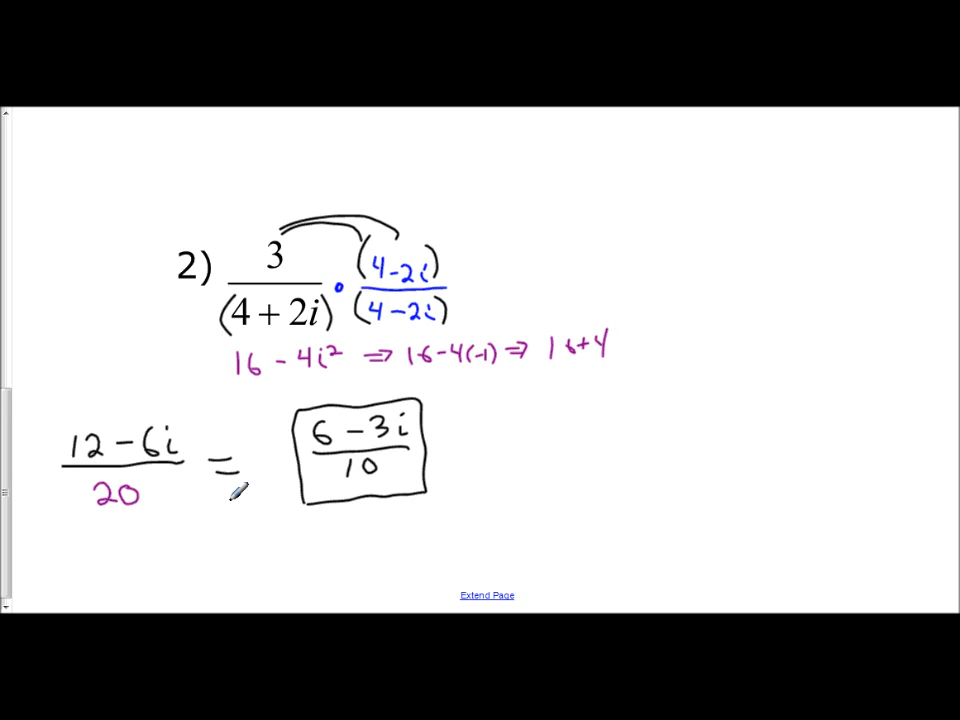 2) 3/(4 + 2i) · (4-2i)/(4-2i)
16 - 4i² ⇒ 16-4(-1) ⇒ 16+4
12-6i/20 = 6-3i/10
Extend Page